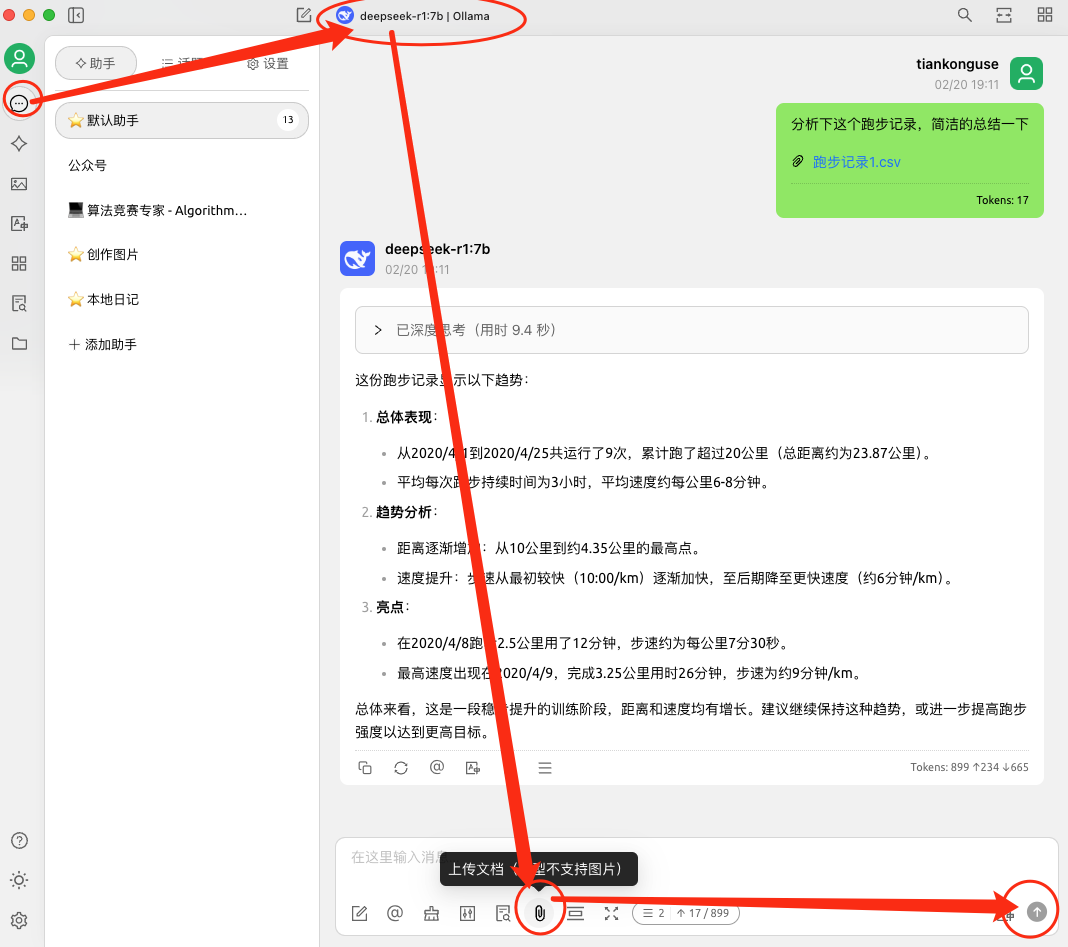 deepseek-r1:7b | Ollama
助手
设置
默认助手
13
公众号
算法竞赛专家 - Algorithm…
创作图片
本地日记
添加助手
tiankonguse
02/20 19:11
分析下这个跑步记录，简洁的总结一下
跑步记录1.csv
Tokens: 17
deepseek-r1:7b
02/20 19:11
已深度思考（用时 9.4 秒）
这份跑步记录显示以下趋势：
1. 总体表现：
从2020/4/1到2020/4/25共运行了9次，累计跑了超过20公里（总距离约为23.87公里）。
平均每次跑步持续时间为3小时，平均速度约每公里6-8分钟。
2. 趋势分析：
距离逐渐增加：从10公里到约4.35公里的最高点。
速度提升：步速从最初较快（10:00/km）逐渐加快，至后期降至更快速度（约6分钟/km）。
3. 亮点：
在2020/4/8跑 2.5公里用了12分钟，步速约为每公里7分30秒。
最高速度出现在2020/4/9，完成3.25公里用时26分钟，步速为约9分钟/km。
总体来看，这是一段稳步提升的训练阶段，距离和速度均有增长。建议继续保持这种趋势，或进一步提高跑步
强度以达到更高目标。
Tokens: 899 ↑234 ↓665
在这里输入消息
上传文档（模型不支持图片）
2 ↑ 17 / 899